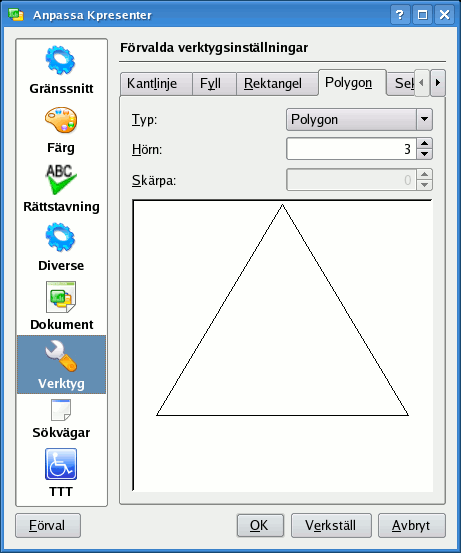 Anpassa Kpresenter
Gränssnitt
Färg
ABC
Rättstavning
Diverse
Dokument
Verktyg
Sökvägar
TTT
Förvalda verktygsinställningar
Kantlinje Fyll Rektangel Polygon
Typ: Polygon
Hörn: 3
Skärpa: 0
Förval OK Verkställ Avbryt